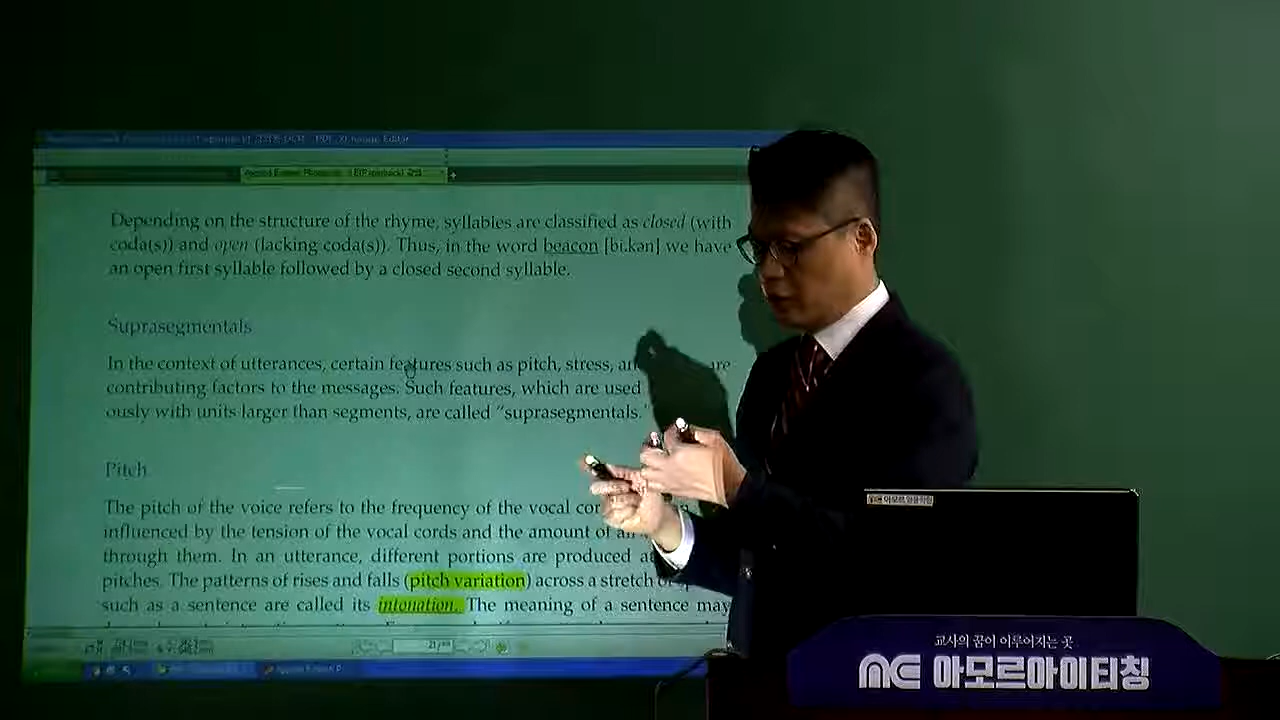 Depending on the structure of the rhyme, syllables are classified as closed (with
coda(s)) and open (lacking coda(s)). Thus, in the word beacon [bi.kən] we have
an open first syllable followed by a closed second syllable.
Suprasegmentals
In the context of utterances, certain features such as pitch, stress, an are
contributing factors to the messages. Such features, which are used
ously with units larger than segments, are called "suprasegmentals."
Pitch
The pitch of the voice refers to the frequency of the vocal cor
influenced by the tension of the vocal cords and the amount of
through them. In an utterance, different portions are produced
pitches. The patterns of rises and falls (pitch variation) across a stretch
such as a sentence are called its intonation. The meaning of a sentence may
교사의 꿈이 이루어지는 곳
아모르아이티칭